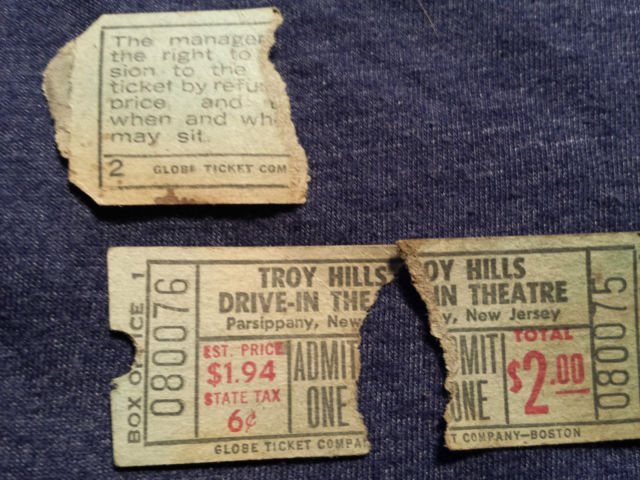 The manager
the right to
sion to the
ticket by refu
price, and
when and wh
may sit.
2 GLOBE TICKET COM
BOX OFFICE 1
080076
TROY HILLS
DRIVE-IN THE
Parsippany, New
EST. PRICE
$1.94
STATE TAX
6¢
ADMIT
ONE
GLOBE TICKET COMPA
OY HILLS
IN THEATRE
y, New Jersey
MIT
ONE
TOTAL
$2.00
080075
T COMPANY—BOSTON